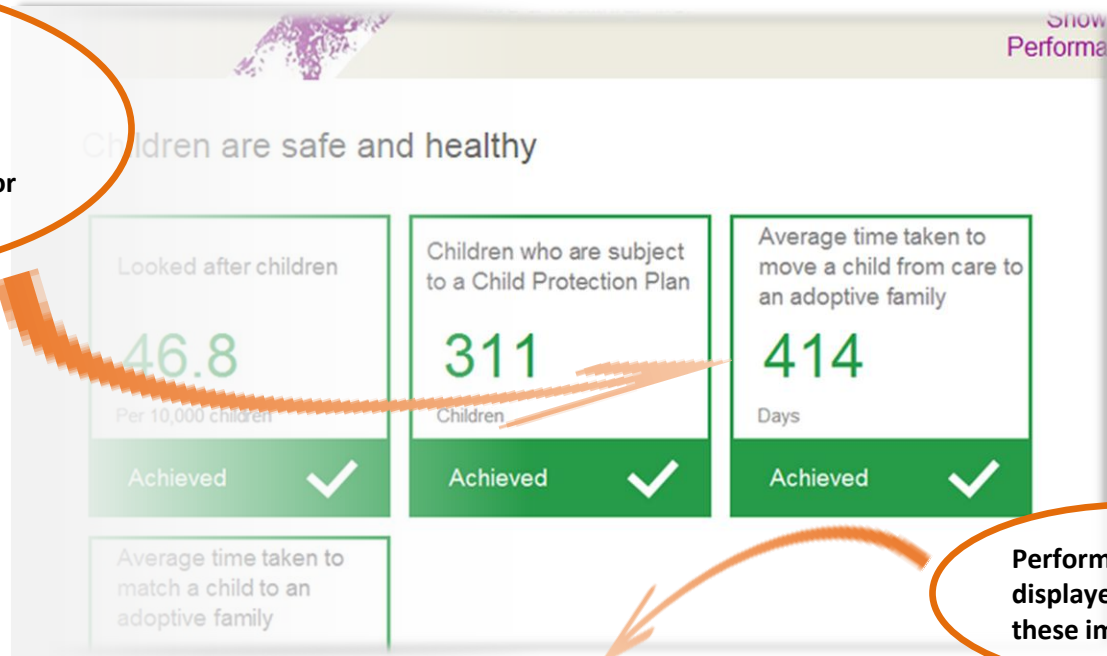 Show
Performa
or
Children are safe and healthy
Looked after children
46.8
Per 10,000 children
Achieved
Children who are subject
to a Child Protection Plan
311
Children
Achieved
Average time taken to
move a child from care to
an adoptive family
414
Days
Achieved
Average time taken to
match a child to an
adoptive family
Perform
displaye
these im